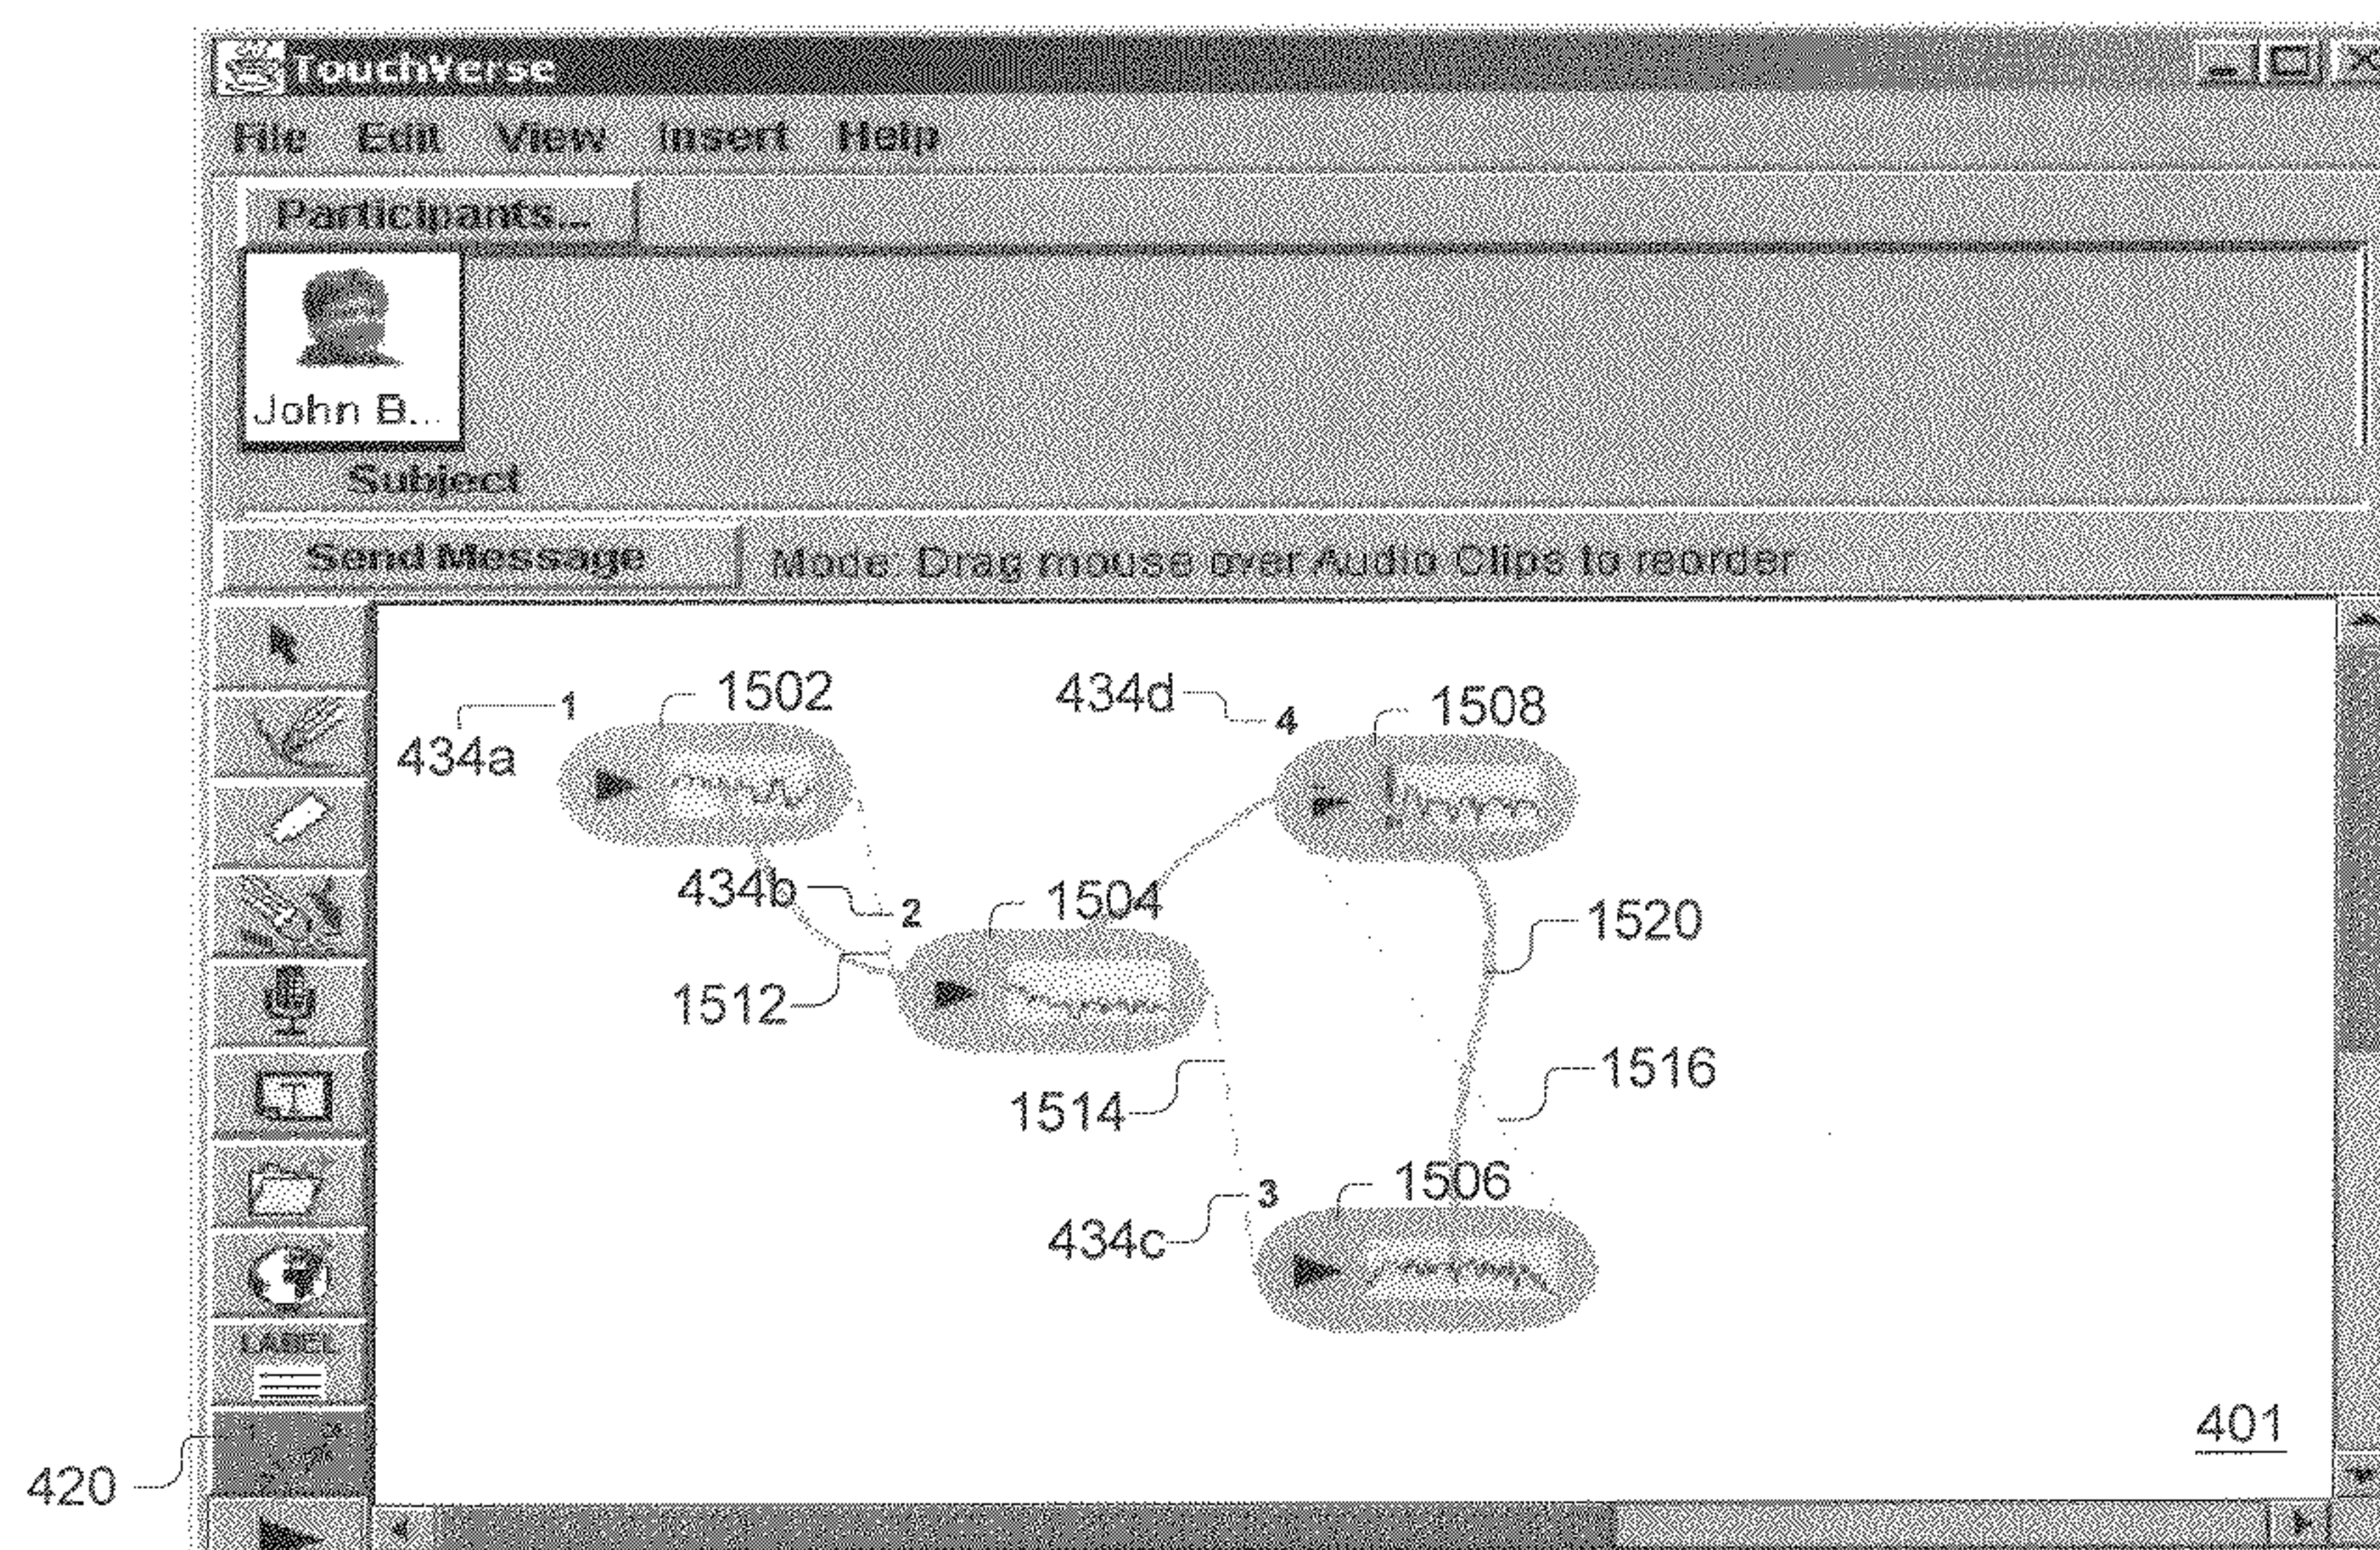 TouchVerse
File Edit View Insert Help
Participants...
John B...
Subject
Send Message Mode: Drag mouse over Audio Clips to reorder
1 1502 434d 1508
434a 4
434b 2 1504 1520
1512
1514 1516
3 1506
434c
LABEL
401
420